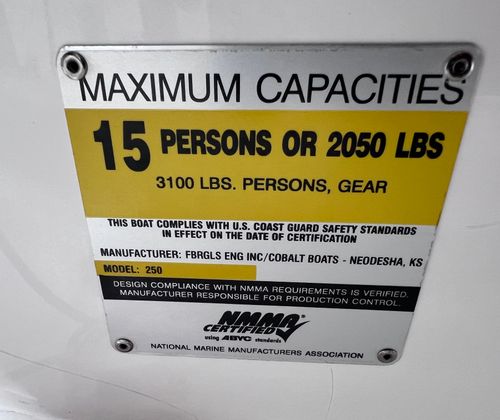 MAXIMUM CAPACITIES
15 PERSONS OR 2050 LBS
3100 LBS. PERSONS, GEAR
THIS BOAT COMPLIES WITH U.S. COAST GUARD SAFETY STANDARDS
IN EFFECT ON THE DATE OF CERTIFICATION
MANUFACTURER: FBRGLS ENG INC/COBALT BOATS - NEODESHA, KS
MODEL: 250
DESIGN COMPLIANCE WITH NMMA REQUIREMENTS IS VERIFIED.
MANUFACTURER RESPONSIBLE FOR PRODUCTION CONTROL.
NMMA
CERTIFIED
using ABYC standards
NATIONAL MARINE MANUFACTURERS ASSOCIATION